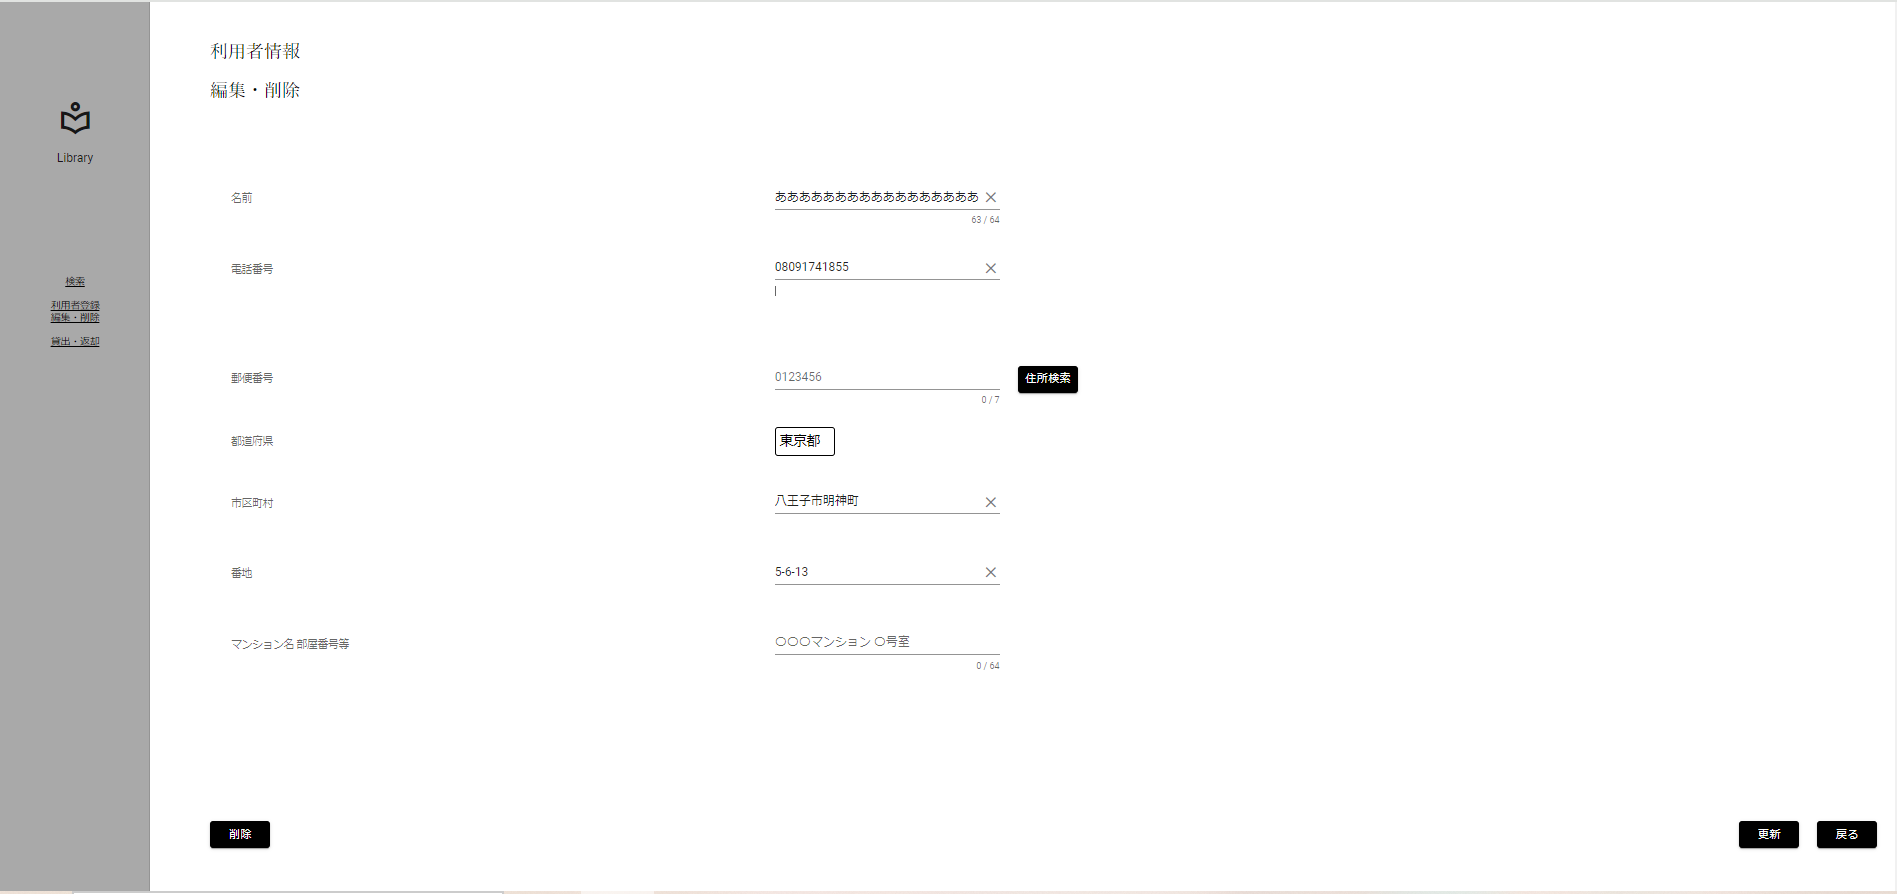 利用者情報
編集・削除
Library
検索
利用者登録
編集・削除
貸出・返却
名前
あああああああああああああああああ
63 / 64
電話番号
08091741855
郵便番号
0123456
住所検索
0 / 7
都道府県
東京都
市区町村
八王子市明神町
番地
5-6-13
マンション名 部屋番号等
〇〇〇マンション 〇号室
0 / 64
削除
更新
戻る